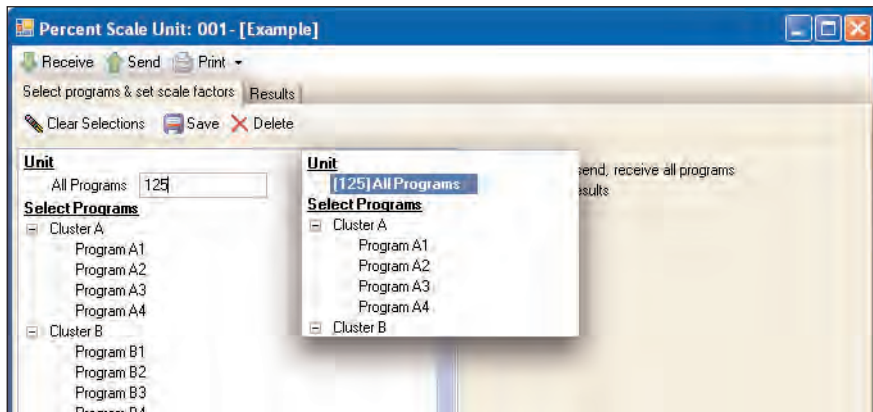 Percent Scale Unit: 001- [Example]
Receive Send Print
Select programs & set scale factors Results
Clear Selections Save Delete
Unit
All Programs 125
Select Programs
Cluster A
Program A1
Program A2
Program A3
Program A4
Cluster B
Program B1
Program B2
Program B3
Unit
[125] All Programs
Select Programs
Cluster A
Program A1
Program A2
Program A3
Program A4
Cluster B
send, receive all programs